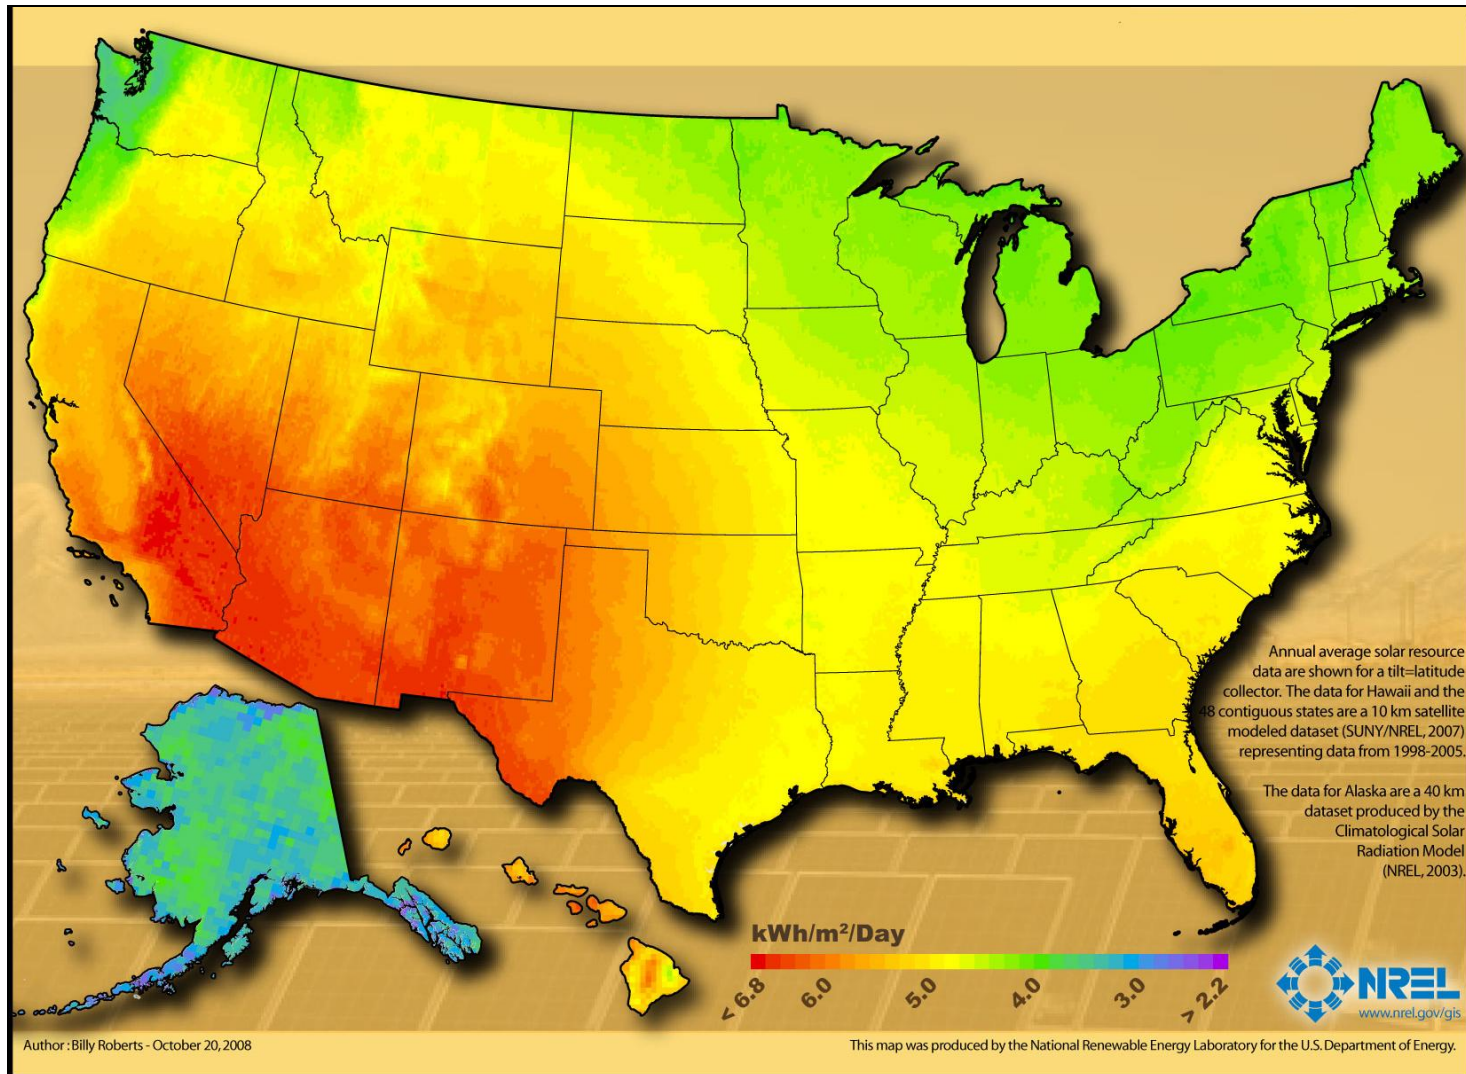 Annual average solar resource
data are shown for a tilt=latitude
collector. The data for Hawaii and the
48 contiguous states are a 10 km satellite
modeled dataset (SUNY/NREL, 2007)
representing data from 1998-2005.
The data for Alaska are a 40 km
dataset produced by the
Climatological Solar
Radiation Model
(NREL, 2003).
kWh/m²/Day
< 6.8 6.0 5.0 4.0 3.0 > 2.2
NREL
www.nrel.gov/gis
Author : Billy Roberts - October 20, 2008
This map was produced by the National Renewable Energy Laboratory for the U.S. Department of Energy.